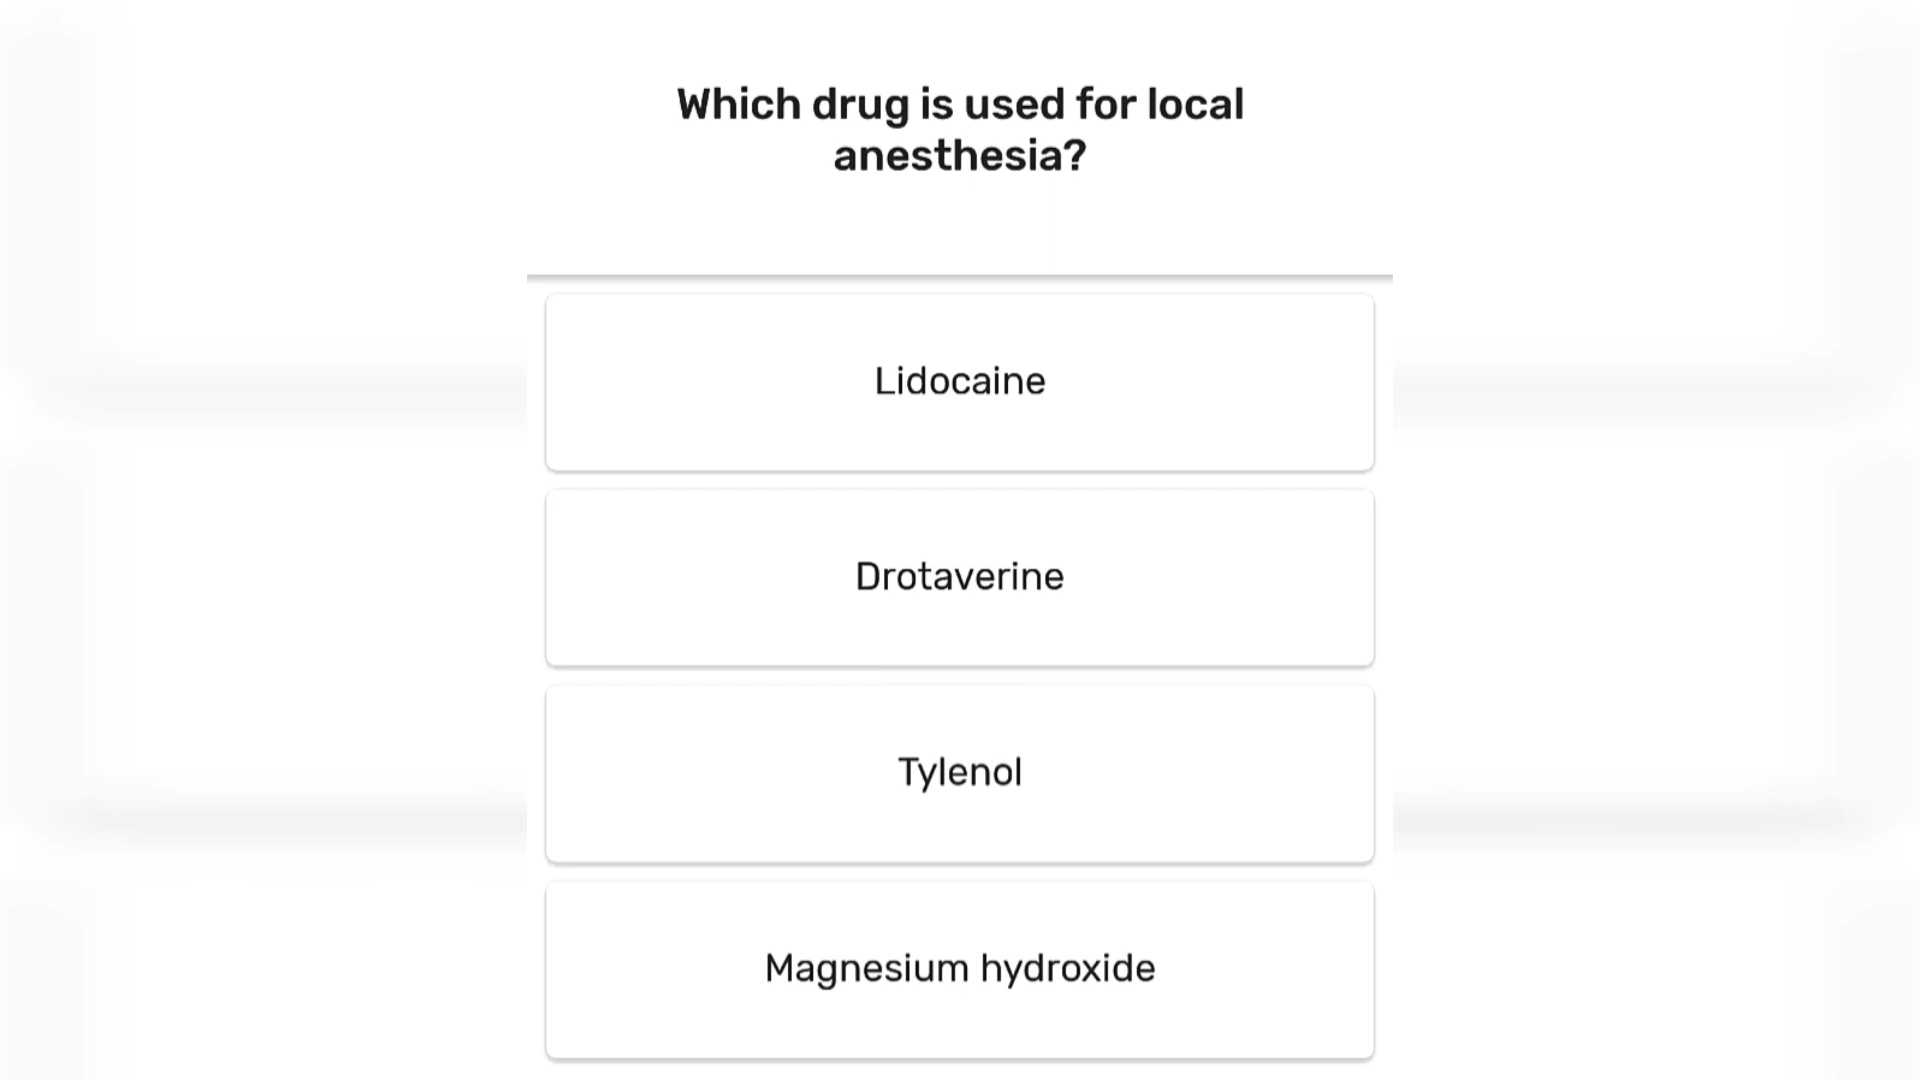 Which drug is used for local
anesthesia?
Lidocaine
Drotaverine
Tylenol
Magnesium hydroxide